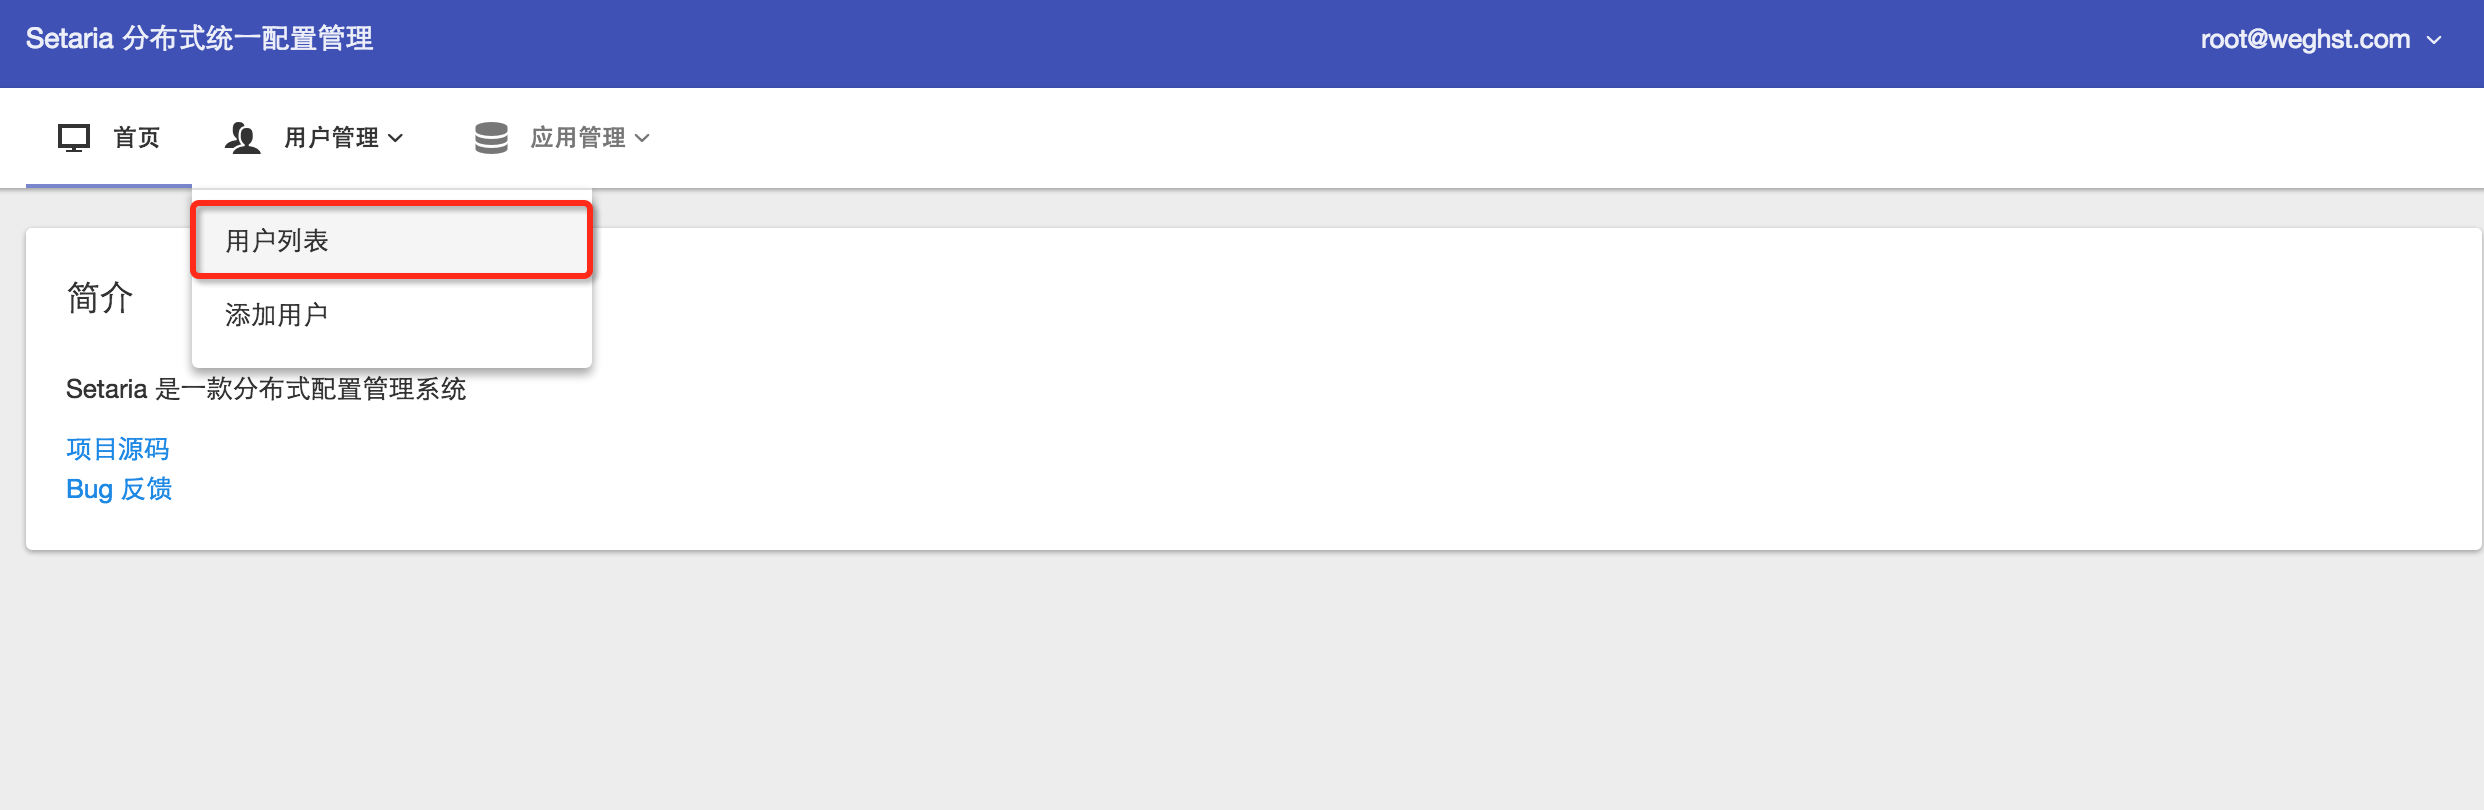 Setaria 分布式统一配置管理
root@weghst.com
首页 用户管理 应用管理
用户列表
添加用户
简介
Setaria 是一款分布式配置管理系统
项目源码
Bug 反馈